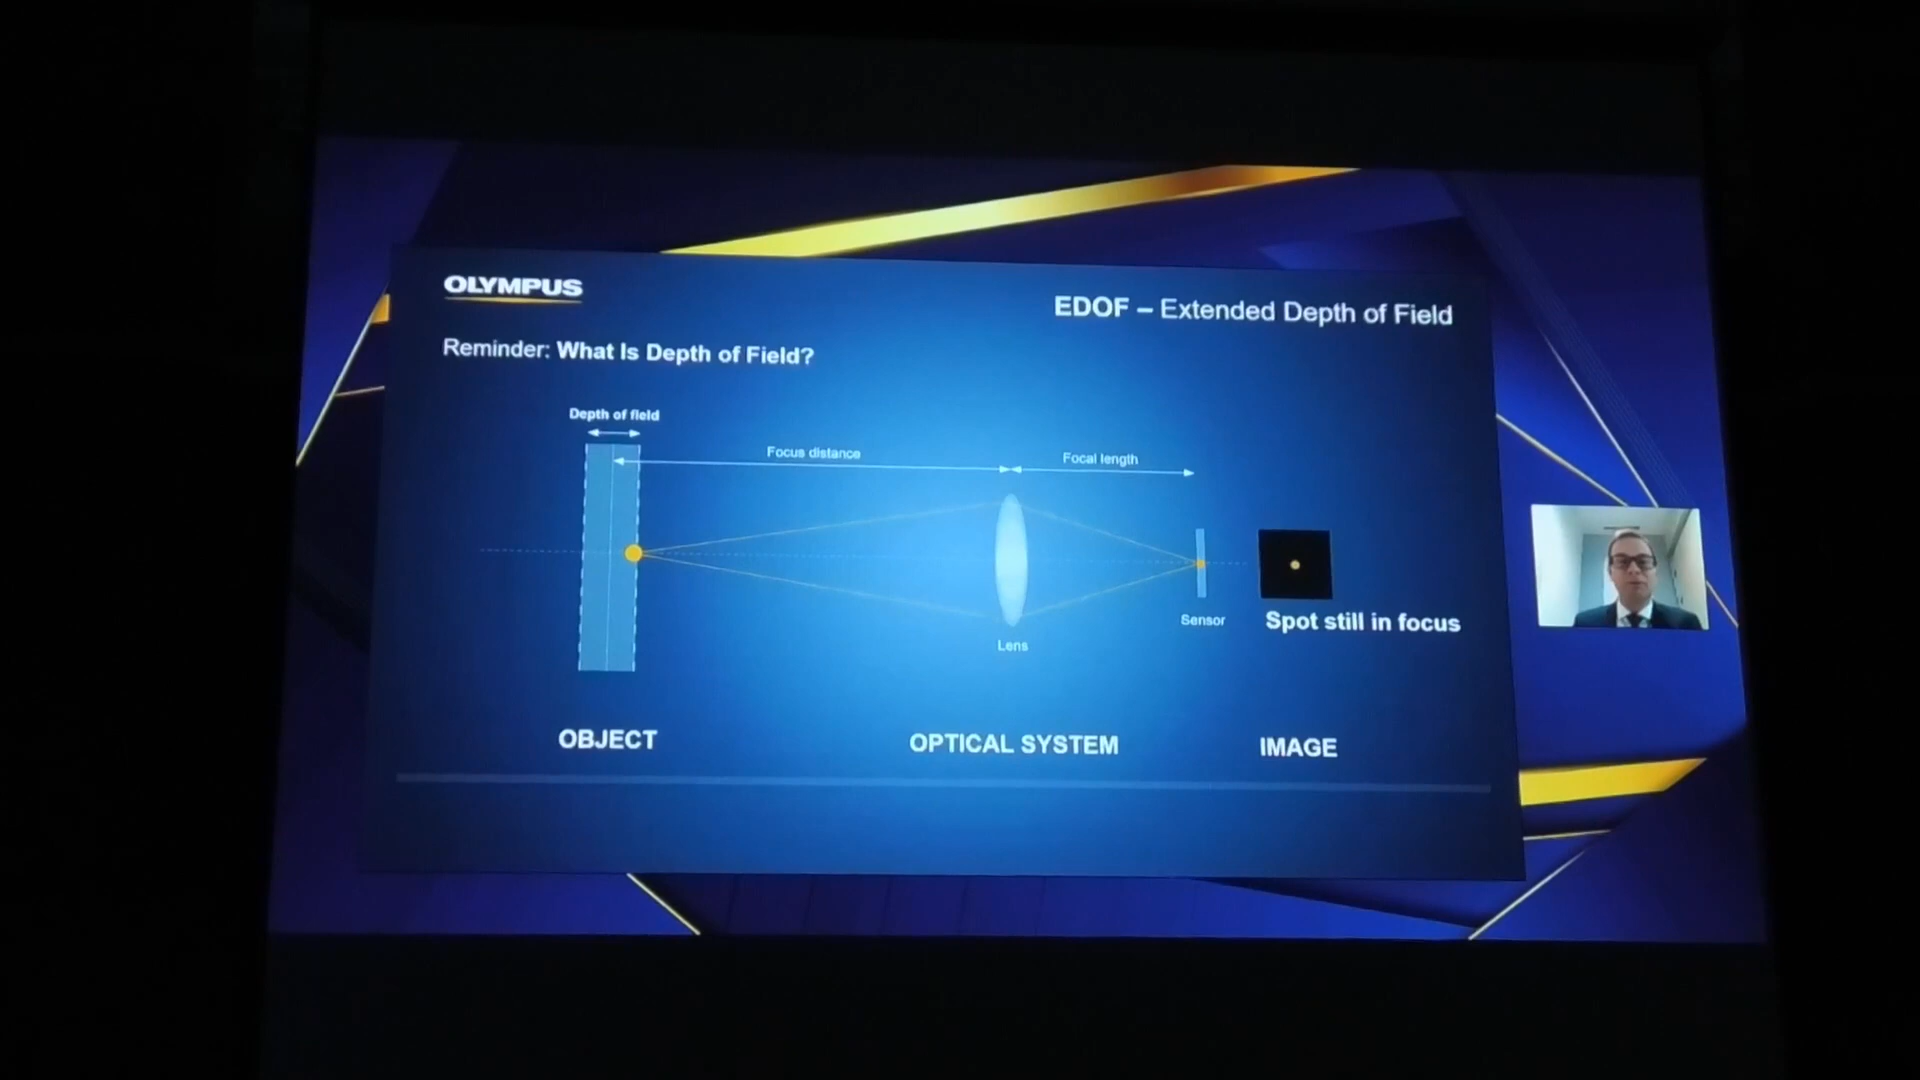 OLYMPUS
EDOF – Extended Depth of Field
Reminder: What Is Depth of Field?
Depth of field
Focus distance
Focal length
Sensor
Spot still in focus
Lens
OBJECT
OPTICAL SYSTEM
IMAGE